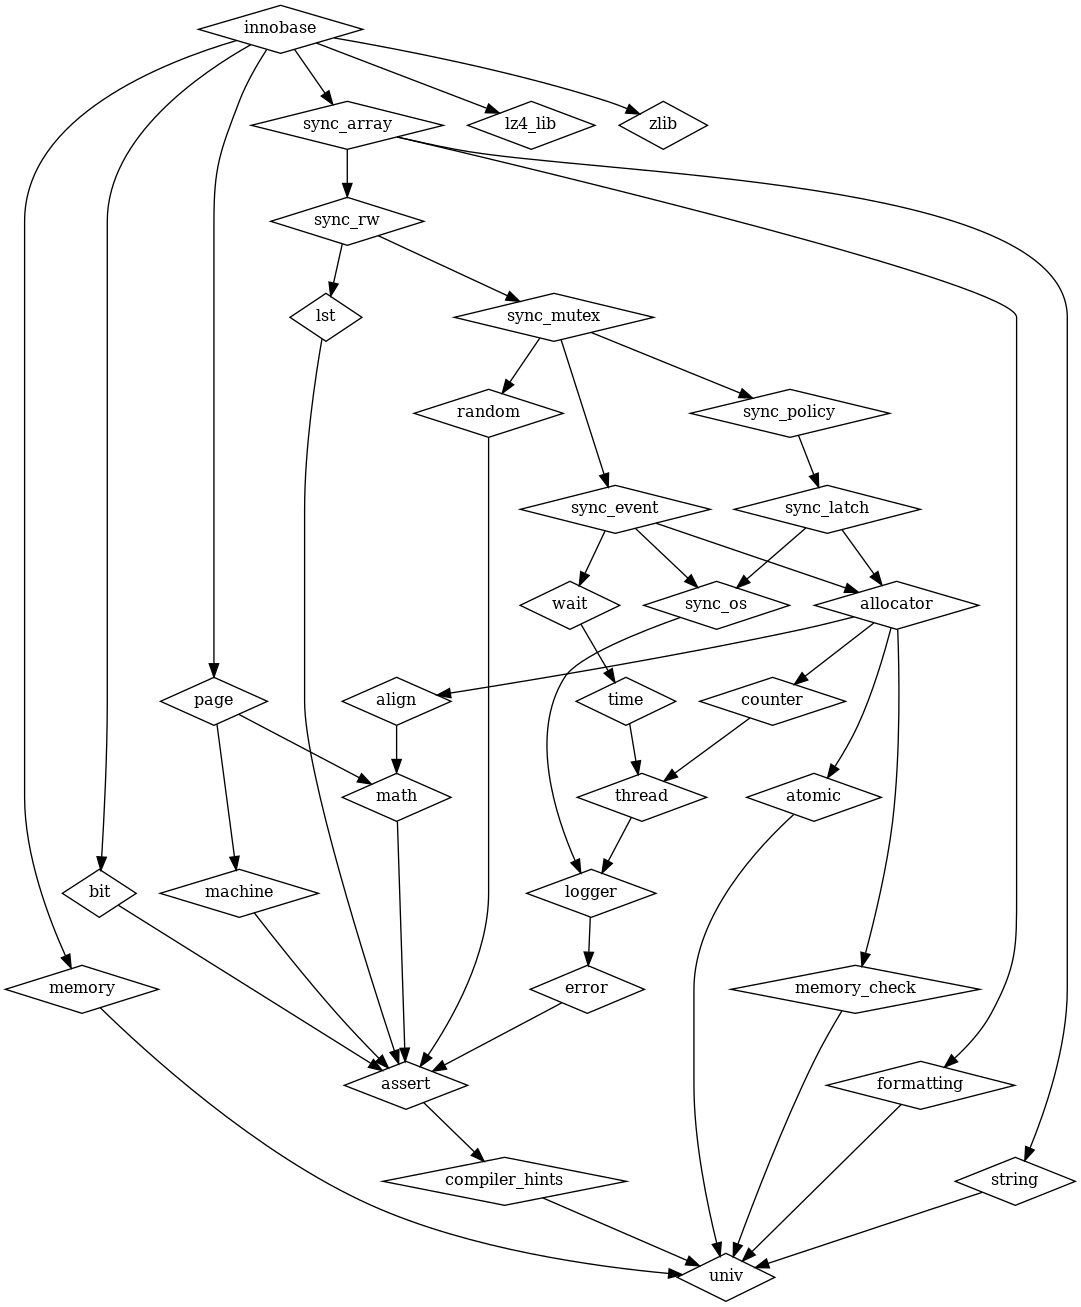 innobase
sync_array
lz4_lib
zlib
sync_rw
lst
sync_mutex
random
sync_policy
sync_event
sync_latch
wait
sync_os
allocator
page
align
time
counter
math
thread
atomic
bit
machine
logger
memory
error
memory_check
assert
formatting
compiler_hints
string
univ